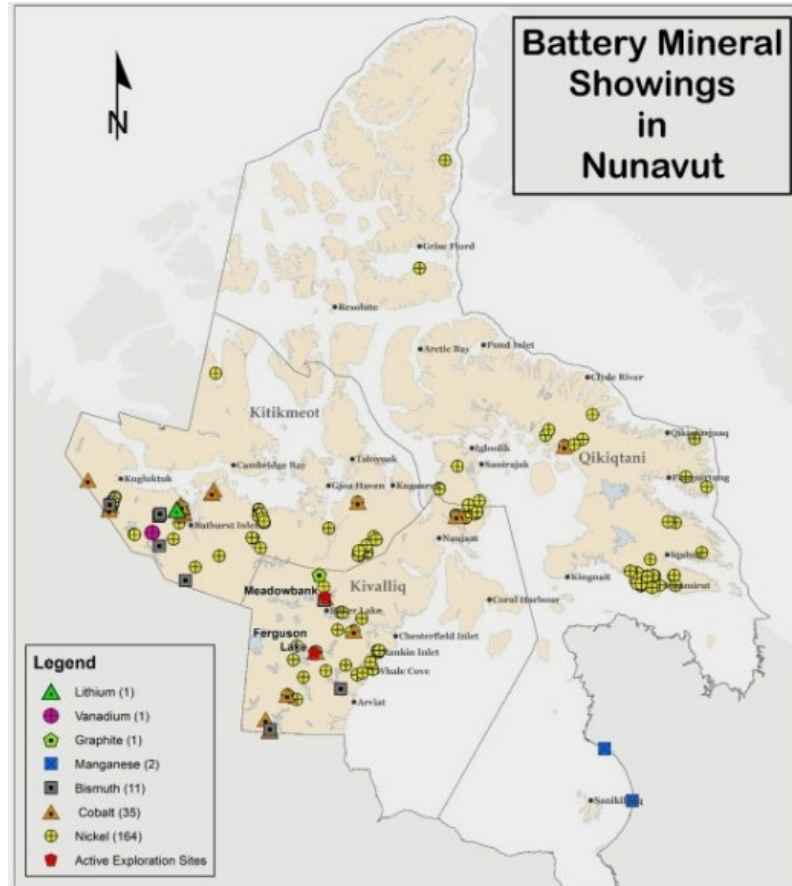 Battery Mineral
Showings
in
Nunavut
N
Grise Fiord
Resolute
Arctic Bay
Pond Inlet
Clyde River
Kitikmeot
Qikiqtarjuaq
Igloolik
Qikiqtani
Cambridge Bay
Taloyoak
Sanirajak
Kugluktuk
Gjoa Haven
Pangnirtung
Bathurst Inlet
Naujaat
Iqaluit
Kingnait
Meadowbank
Kivalliq
Coral Harbour
Lake
Ferguson
Lake
Chesterfield Inlet
Rankin Inlet
Whale Cove
Arviat
Legend
Lithium (1)
Vanadium (1)
Graphite (1)
Manganese (2)
Bismuth (11)
Cobalt (35)
Nickel (164)
Active Exploration Sites